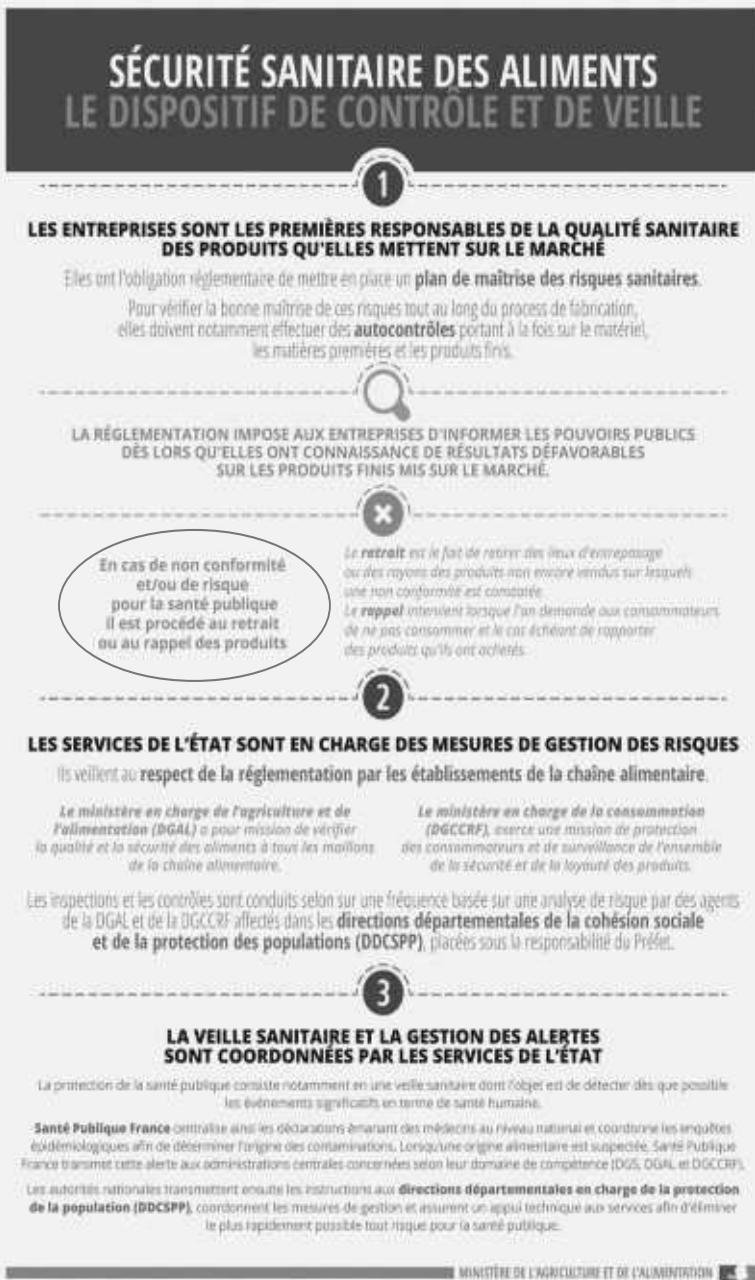 SÉCURITÉ SANITAIRE DES ALIMENTS
LE DISPOSITIF DE CONTRÔLE ET DE VEILLE
1
LES ENTREPRISES SONT LES PREMIÈRES RESPONSABLES DE LA QUALITÉ SANITAIRE
DES PRODUITS QU'ELLES METTENT SUR LE MARCHÉ
Elles ont l'obligation réglementaire de mettre en place un plan de maîtrise des risques sanitaires.
Pour vérifier la bonne maîtrise de ces risques tout au long du process de fabrication,
elles doivent notamment effectuer des autocontrôles portant à la fois sur le matériel,
les matières premières et les produits finis.
LA RÉGLEMENTATION IMPOSE AUX ENTREPRISES D'INFORMER LES POUVOIRS PUBLICS
DÈS LORS QU'ELLES ONT CONNAISSANCE DE RÉSULTATS DÉFAVORABLES
SUR LES PRODUITS FINIS MIS SUR LE MARCHÉ.
En cas de non conformité
et/ou de risque
pour la santé publique
il est procédé au retrait
ou au rappel des produits
Le retrait est le fait de retirer des lieux d'entreposage
ou des rayons des produits non encore vendus sur lesquels
une non conformité est constatée.
Le rappel intervient lorsque l'on demande aux consommateurs
de ne pas consommer et le cas échéant de rapporter
des produits qu'ils ont achetés.
2
LES SERVICES DE L'ÉTAT SONT EN CHARGE DES MESURES DE GESTION DES RISQUES
Ils veillent au respect de la réglementation par les établissements de la chaîne alimentaire.
Le ministère en charge de l'agriculture et de
l'alimentation (DGAL) a pour mission de vérifier
la qualité et la sécurité des aliments à tous les maillons
de la chaîne alimentaire.
Le ministère en charge de la consommation
(DGCCRF), exerce une mission de protection
des consommateurs et de surveillance de l'ensemble
de la sécurité et de la loyauté des produits.
Les inspections et les contrôles sont conduits selon sur une fréquence basée sur une analyse de risque par des agents
de la DGAL et de la DGCCRF affectés dans les directions départementales de la cohésion sociale
et de la protection des populations (DDCSPP), placées sous la responsabilité du Préfet.
3
LA VEILLE SANITAIRE ET LA GESTION DES ALERTES
SONT COORDONNÉES PAR LES SERVICES DE L'ÉTAT
La protection de la santé publique consiste notamment en une veille sanitaire dont l'objet est de détecter dès que possible
les évènements significatifs en terme de santé humaine.
Santé Publique France centralise ainsi les déclarations émanant des médecins au niveau national et coordonne les enquêtes
épidémiologiques afin de déterminer l'origine des contaminations. Lorsqu'une origine alimentaire est suspectée, Santé Publique
France transmet cette alerte aux administrations centrales concernées selon leur domaine de compétence (DGS, DGAL et DGCCRF).
Les autorités nationales transmettent ensuite les instructions aux directions départementales en charge de la protection
de la population (DDCSPP), coordonnent les mesures de gestion et assurent un appui technique aux services afin d'éliminer
le plus rapidement possible tout risque pour la santé publique.
MINISTÈRE DE L'AGRICULTURE ET DE L'ALIMENTATION